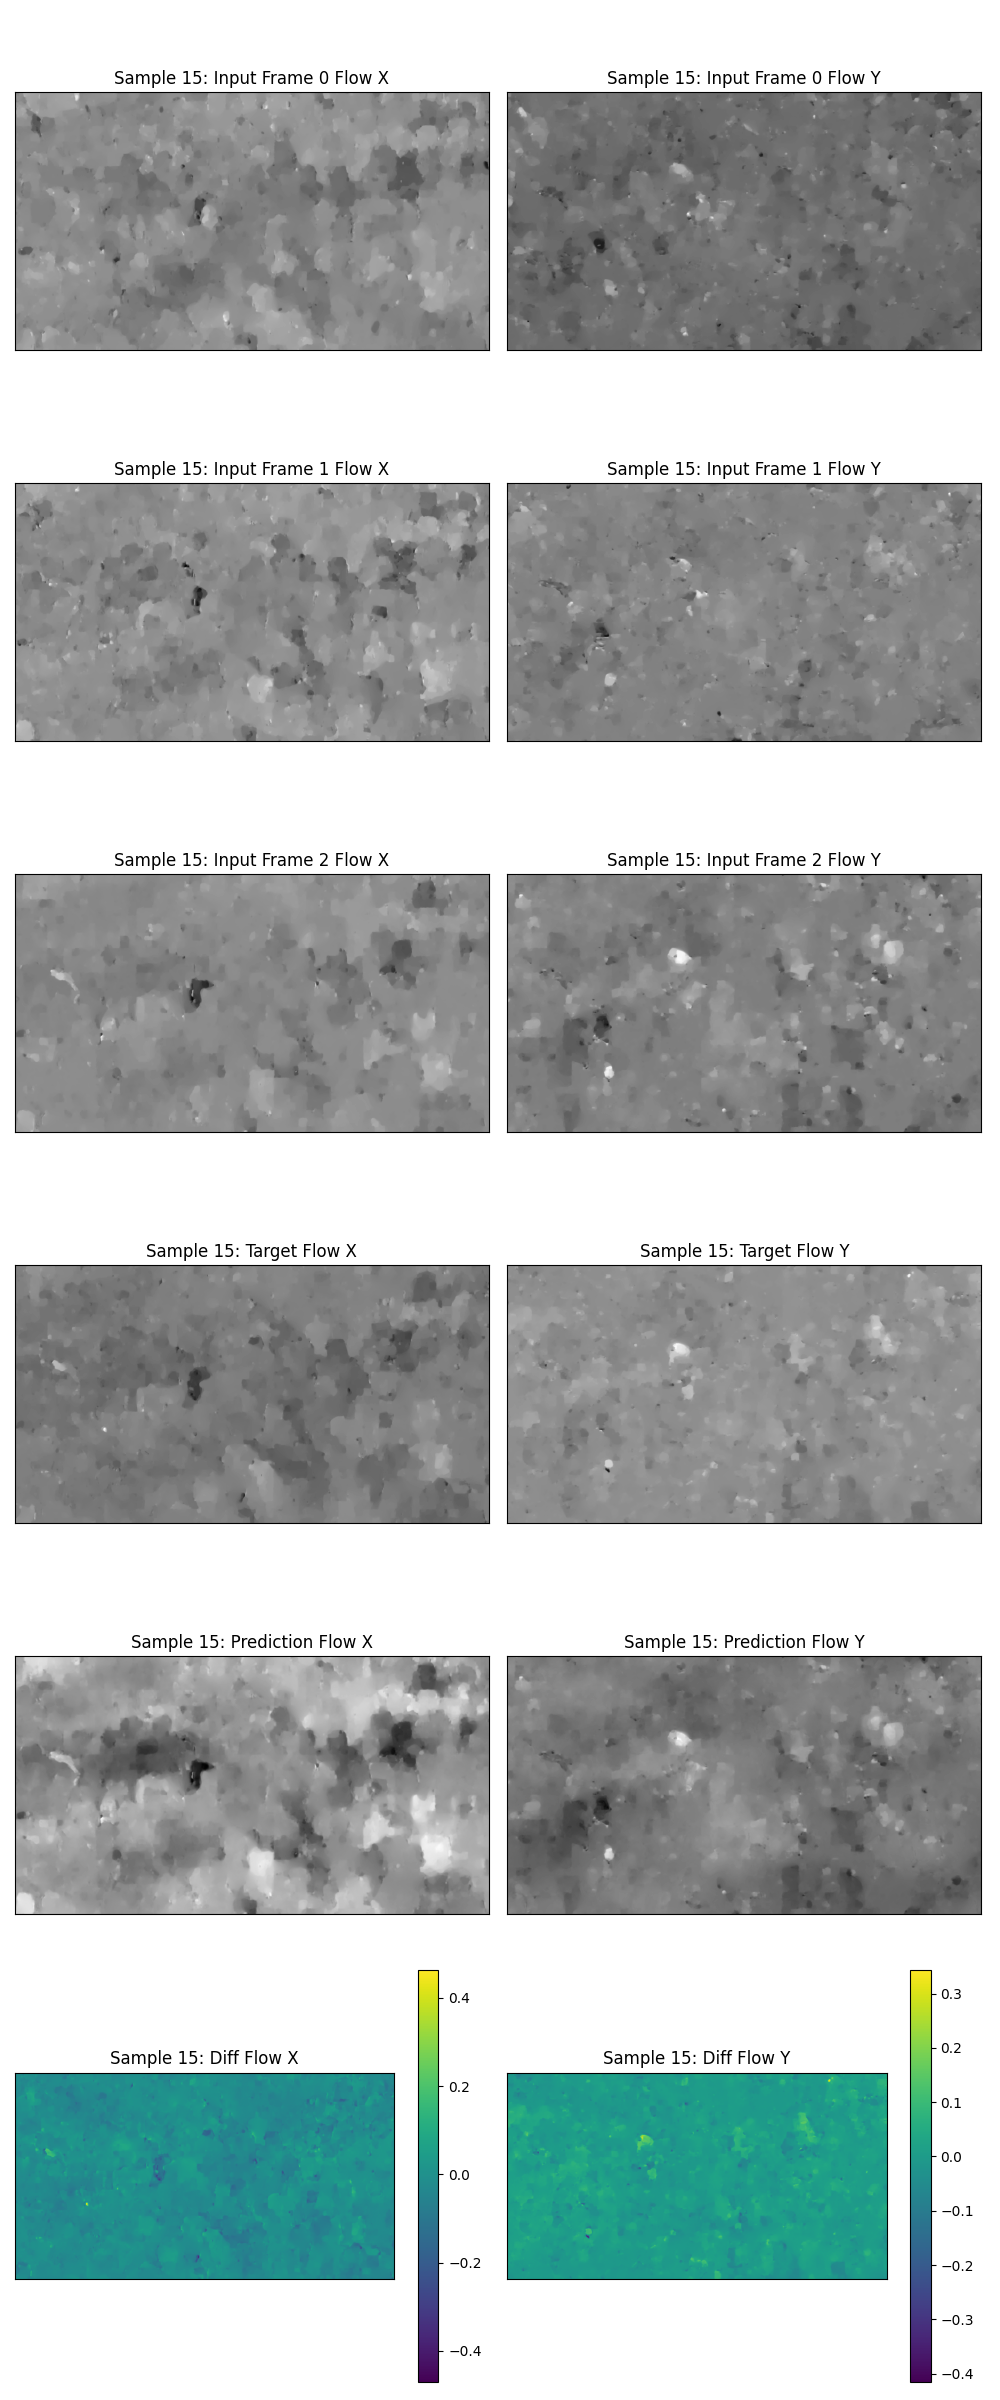 Sample 15: Input Frame 0 Flow X
Sample 15: Input Frame 0 Flow Y
Sample 15: Input Frame 1 Flow X
Sample 15: Input Frame 1 Flow Y
Sample 15: Input Frame 2 Flow X
Sample 15: Input Frame 2 Flow Y
Sample 15: Target Flow X
Sample 15: Target Flow Y
Sample 15: Prediction Flow X
Sample 15: Prediction Flow Y
Sample 15: Diff Flow X
0.4
0.2
0.0
−0.2
−0.4
Sample 15: Diff Flow Y
0.3
0.2
0.1
0.0
−0.1
−0.2
−0.3
−0.4